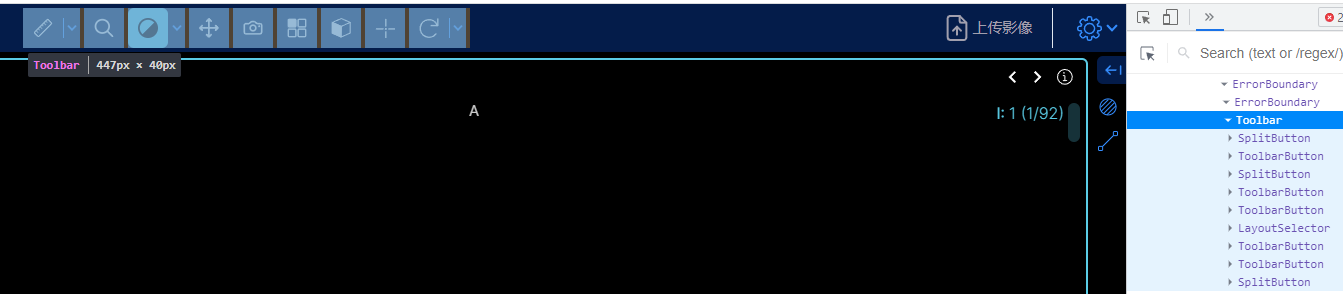 上传影像
2
Toolbar 447px × 40px
Search (text or /regex/)
A
I: 1 (1/92)
ErrorBoundary
ErrorBoundary
Toolbar
SplitButton
ToolbarButton
SplitButton
ToolbarButton
ToolbarButton
LayoutSelector
ToolbarButton
ToolbarButton
SplitButton